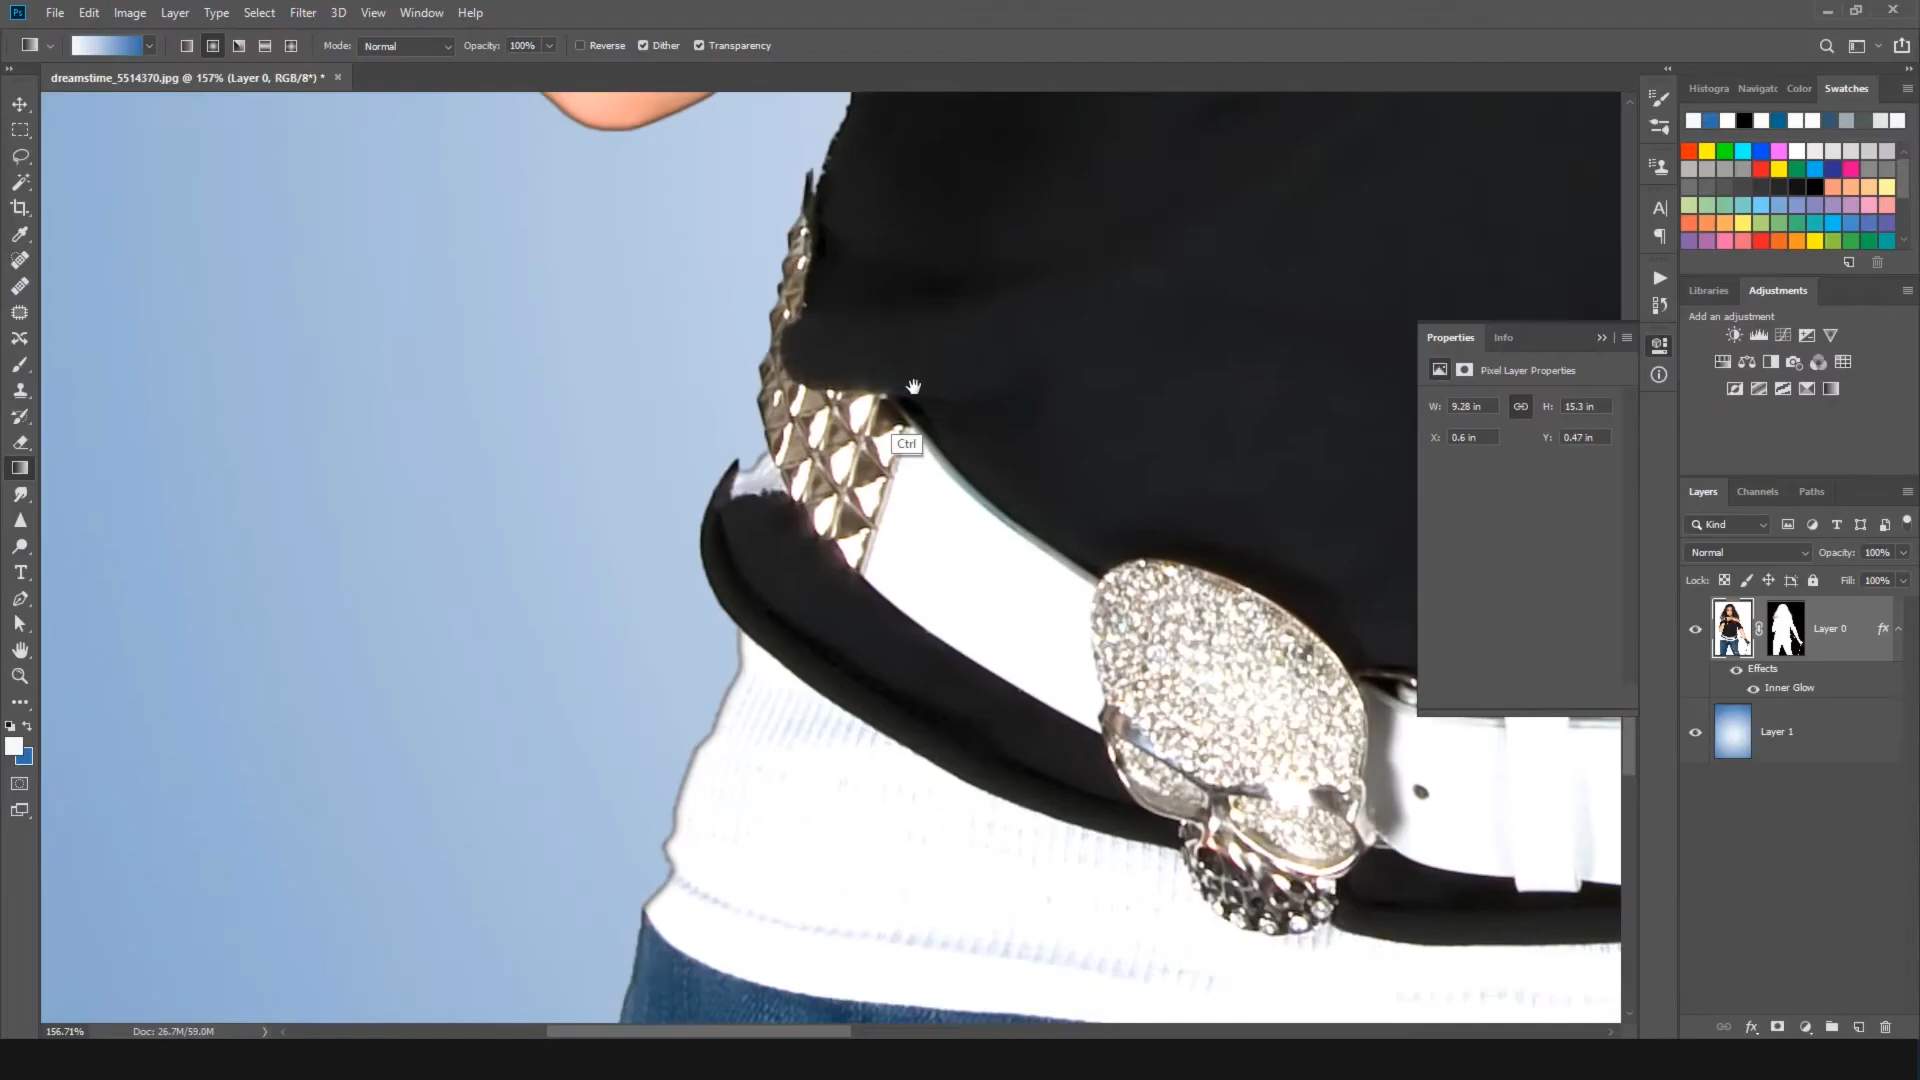 Ps File Edit Image Layer Type Select Filter 3D View Window Help
Mode: Normal Opacity: 100% Reverse Dither Transparency
dreamstime_5514370.jpg @ 157% (Layer 0, RGB/8*) *
Histogra Navigatc Color Swatches
Libraries Adjustments
Add an adjustment
Properties Info
Pixel Layer Properties
W: 9.28 in H: 15.3 in
X: 0.6 in Y: 0.47 in
Ctrl
Layers Channels Paths
Kind
Normal Opacity: 100%
Lock: Fill: 100%
Layer 0 fx
Effects
Inner Glow
Layer 1
156.71% Doc: 26.7M/59.0M
fx